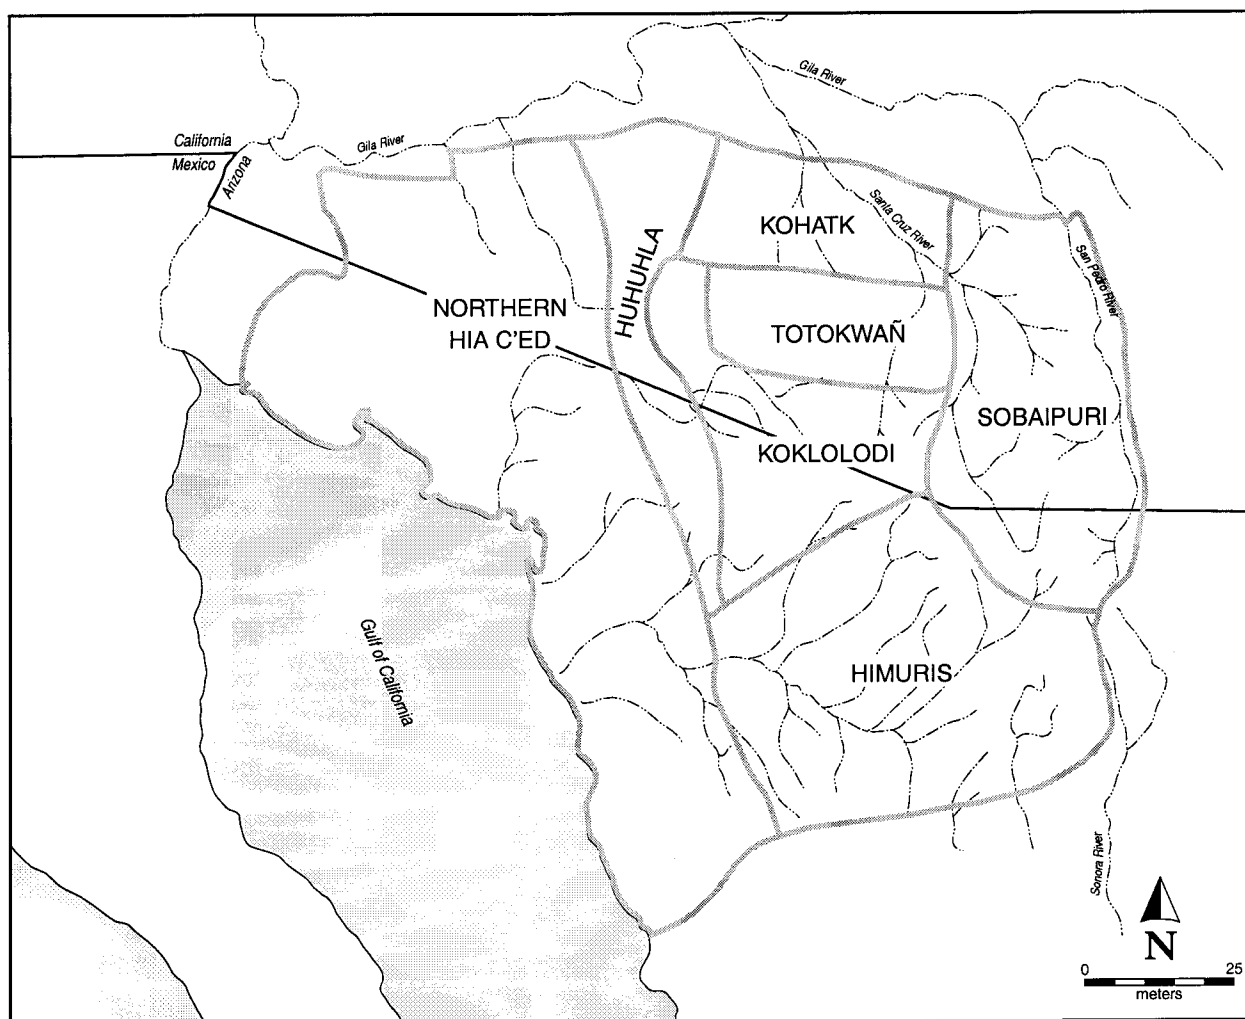 Gila River
California
Mexico
Arizona
Gila River
Santa Cruz River
KOHATK
HUHUHLA
San Pedro River
NORTHERN
HIA C'ED
TOTOKWAÑ
SOBAIPURI
KOKLOLODI
Gulf of California
HIMURIS
Sonora River
N
0 25
meters